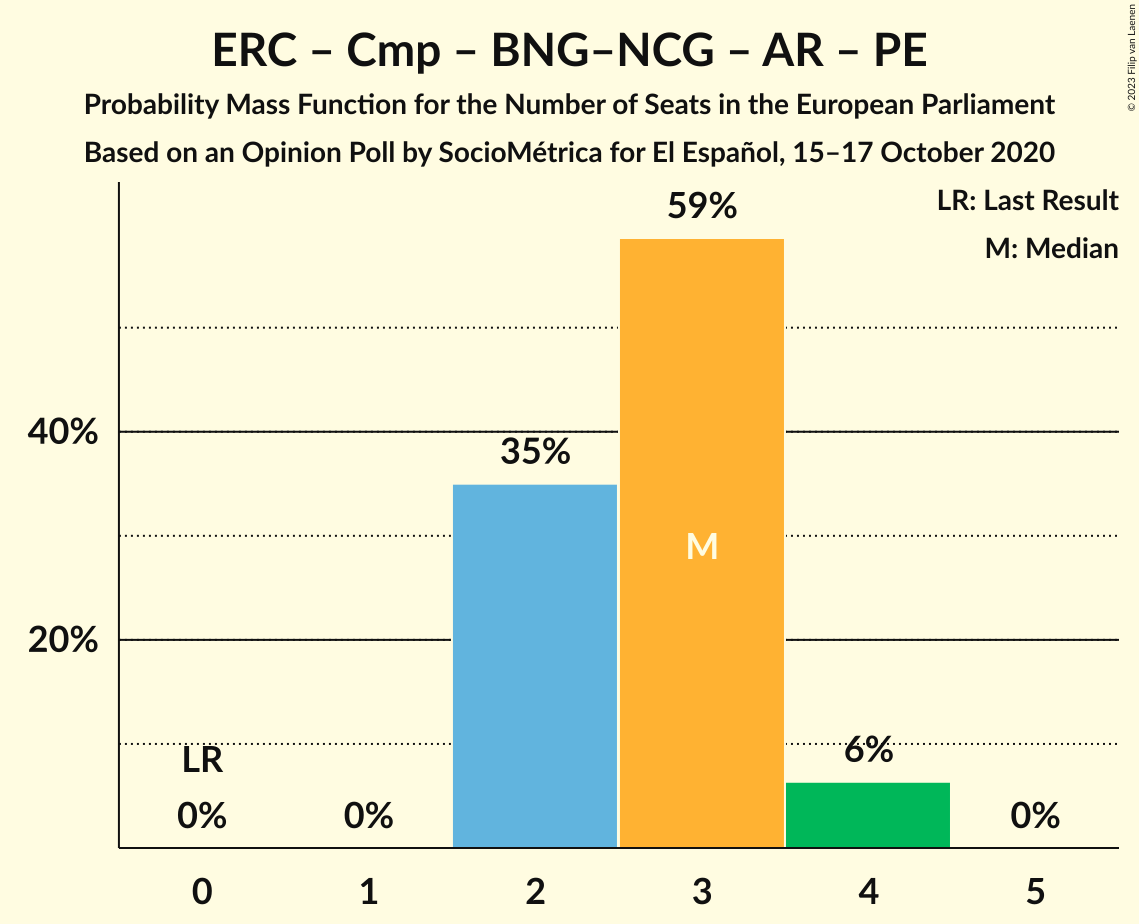 ERC – Cmp – BNG–NCG – AR – PE
Probability Mass Function for the Number of Seats in the European Parliament
Based on an Opinion Poll by SocioMétrica for El Español, 15–17 October 2020
© 2023 Filip van Laenen
LR: Last Result
M: Median
59%
40%
35%
M
20%
LR
6%
0%
0%
0%
0
1
2
3
4
5